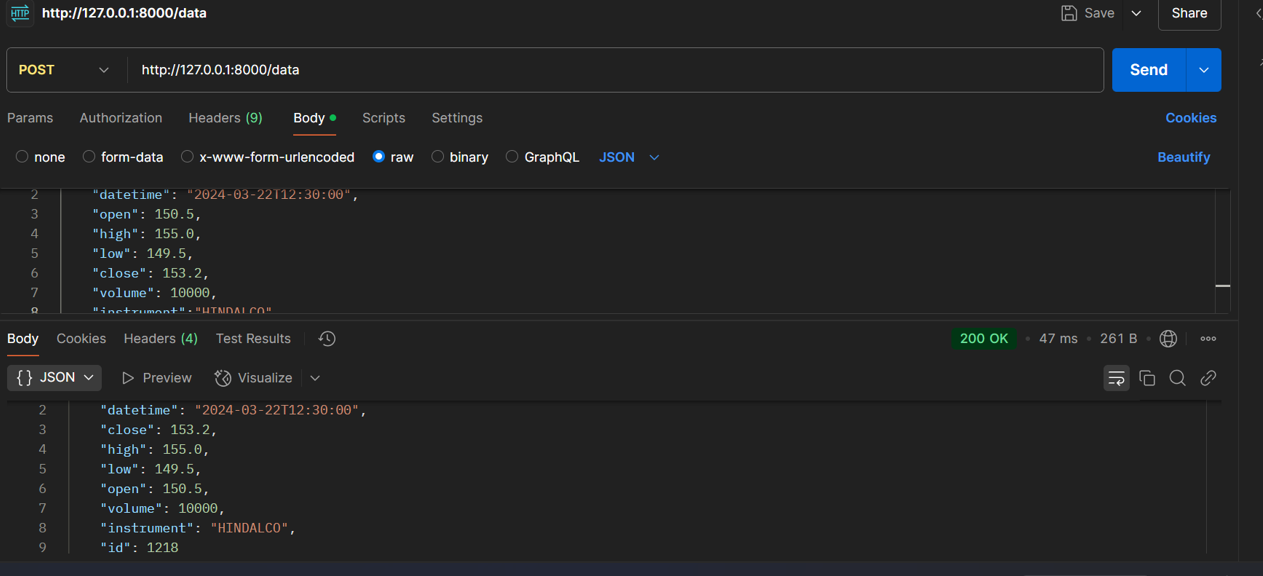 HTTP http://127.0.0.1:8000/data Save Share
POST http://127.0.0.1:8000/data Send
Params Authorization Headers (9) Body Scripts Settings Cookies
none form-data x-www-form-urlencoded raw binary GraphQL JSON Beautify
2 "datetime": "2024-03-22T12:30:00",
3 "open": 150.5,
4 "high": 155.0,
5 "low": 149.5,
6 "close": 153.2,
7 "volume": 10000,
8 "instrument":"HINDALCO"
Body Cookies Headers (4) Test Results 200 OK • 47 ms • 261 B
{} JSON Preview Visualize
2 "datetime": "2024-03-22T12:30:00",
3 "close": 153.2,
4 "high": 155.0,
5 "low": 149.5,
6 "open": 150.5,
7 "volume": 10000,
8 "instrument": "HINDALCO",
9 "id": 1218